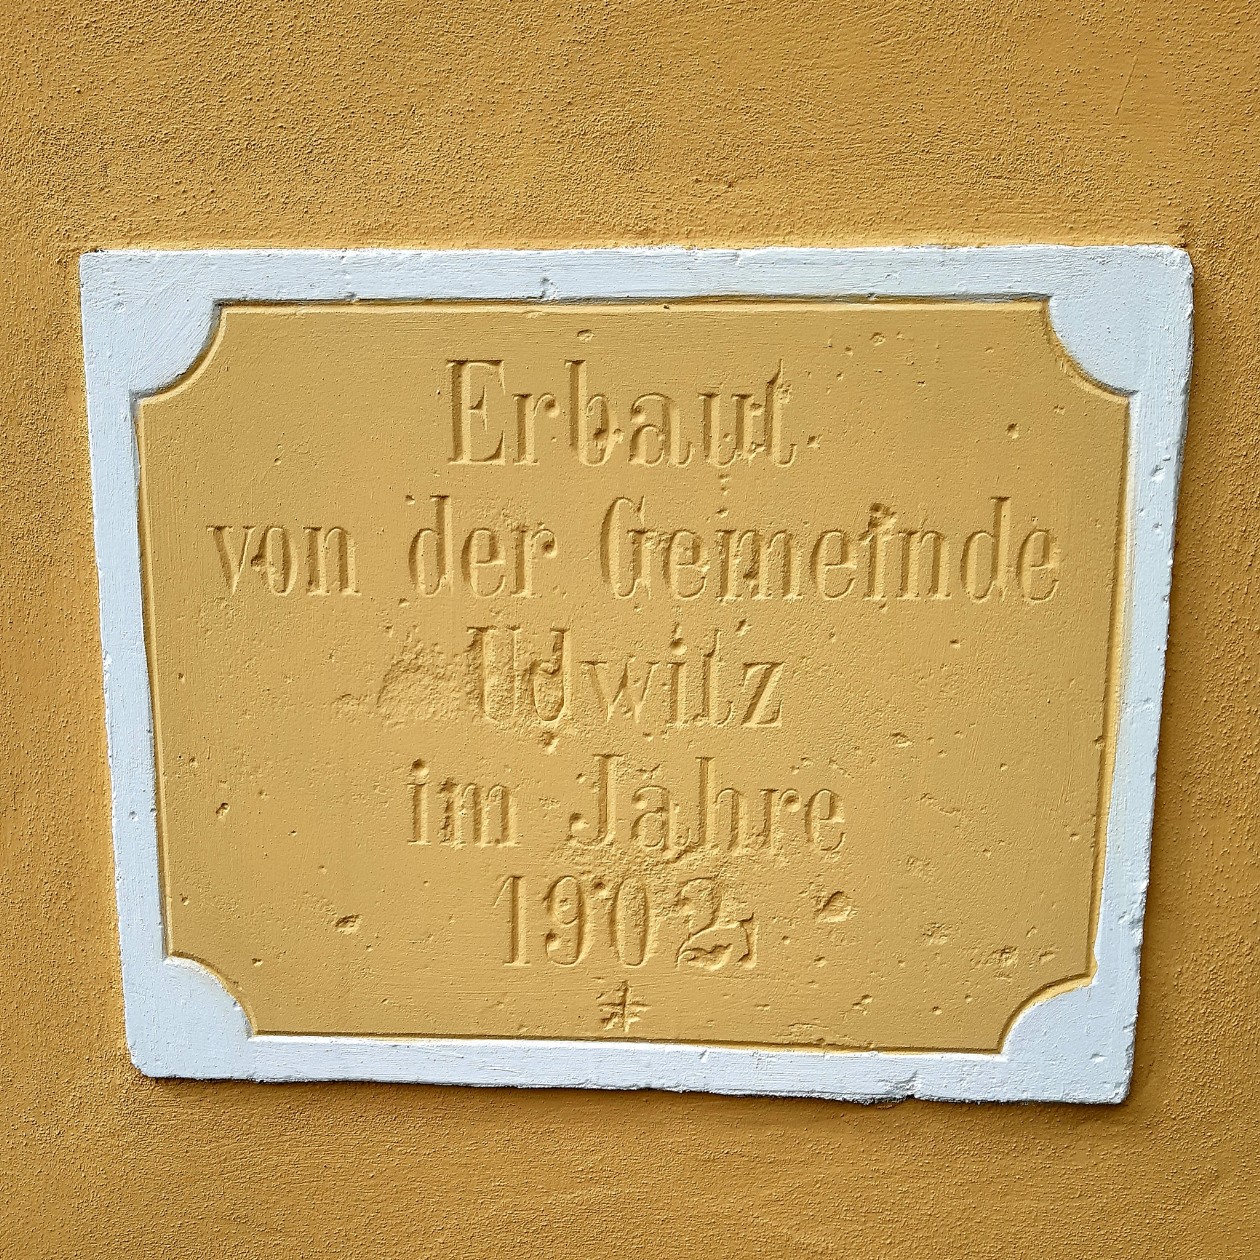 Erbaut
von der Gemeinde
Udwitz
im Jahre
1902.